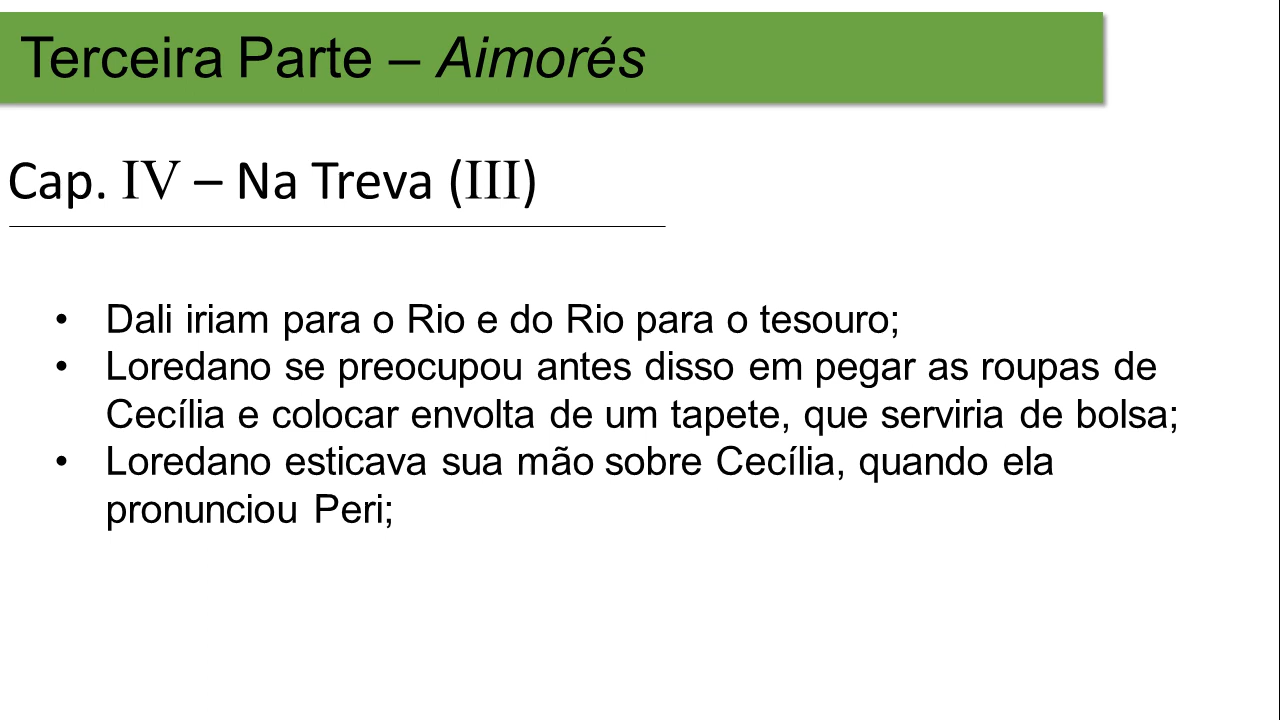 Terceira Parte – Aimorés
Cap. IV – Na Treva (III)
• Dali iriam para o Rio e do Rio para o tesouro;
• Loredano se preocupou antes disso em pegar as roupas de
Cecília e colocar envolta de um tapete, que serviria de bolsa;
• Loredano esticava sua mão sobre Cecília, quando ela
pronunciou Peri;